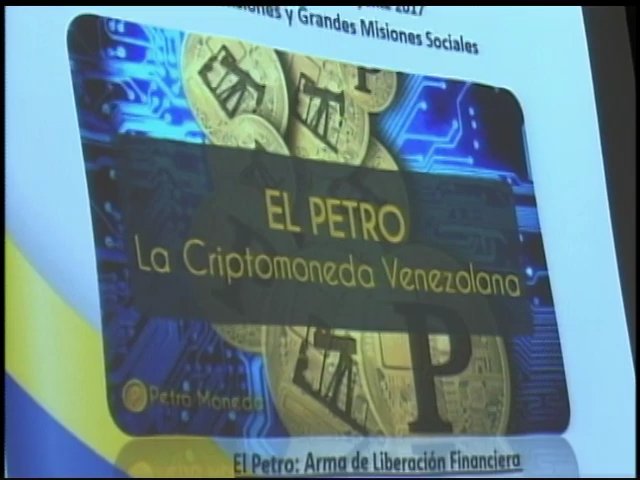 2017
y Grandes Misiones Sociales
P
EL PETRO
La Criptomoneda Venezolana
P
Petro Moneda
El Petro: Arma de Liberación Financiera